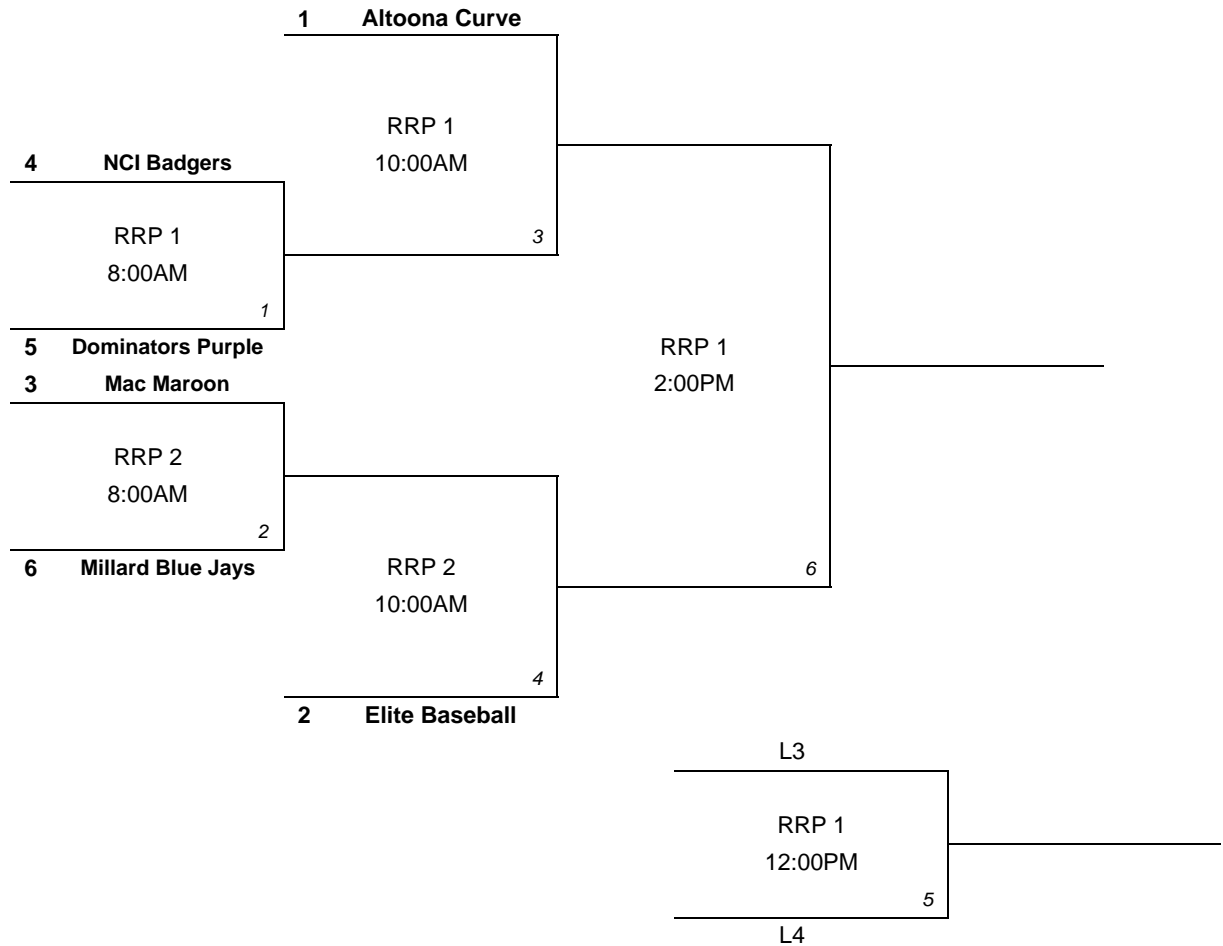 1 Altoona Curve
RRP 1
10:00AM
4 NCI Badgers
RRP 1
8:00AM
3
1
5 Dominators Purple
RRP 1
2:00PM
3 Mac Maroon
RRP 2
8:00AM
2
6 Millard Blue Jays
RRP 2
10:00AM
6
4
2 Elite Baseball
L3
RRP 1
12:00PM
5
L4